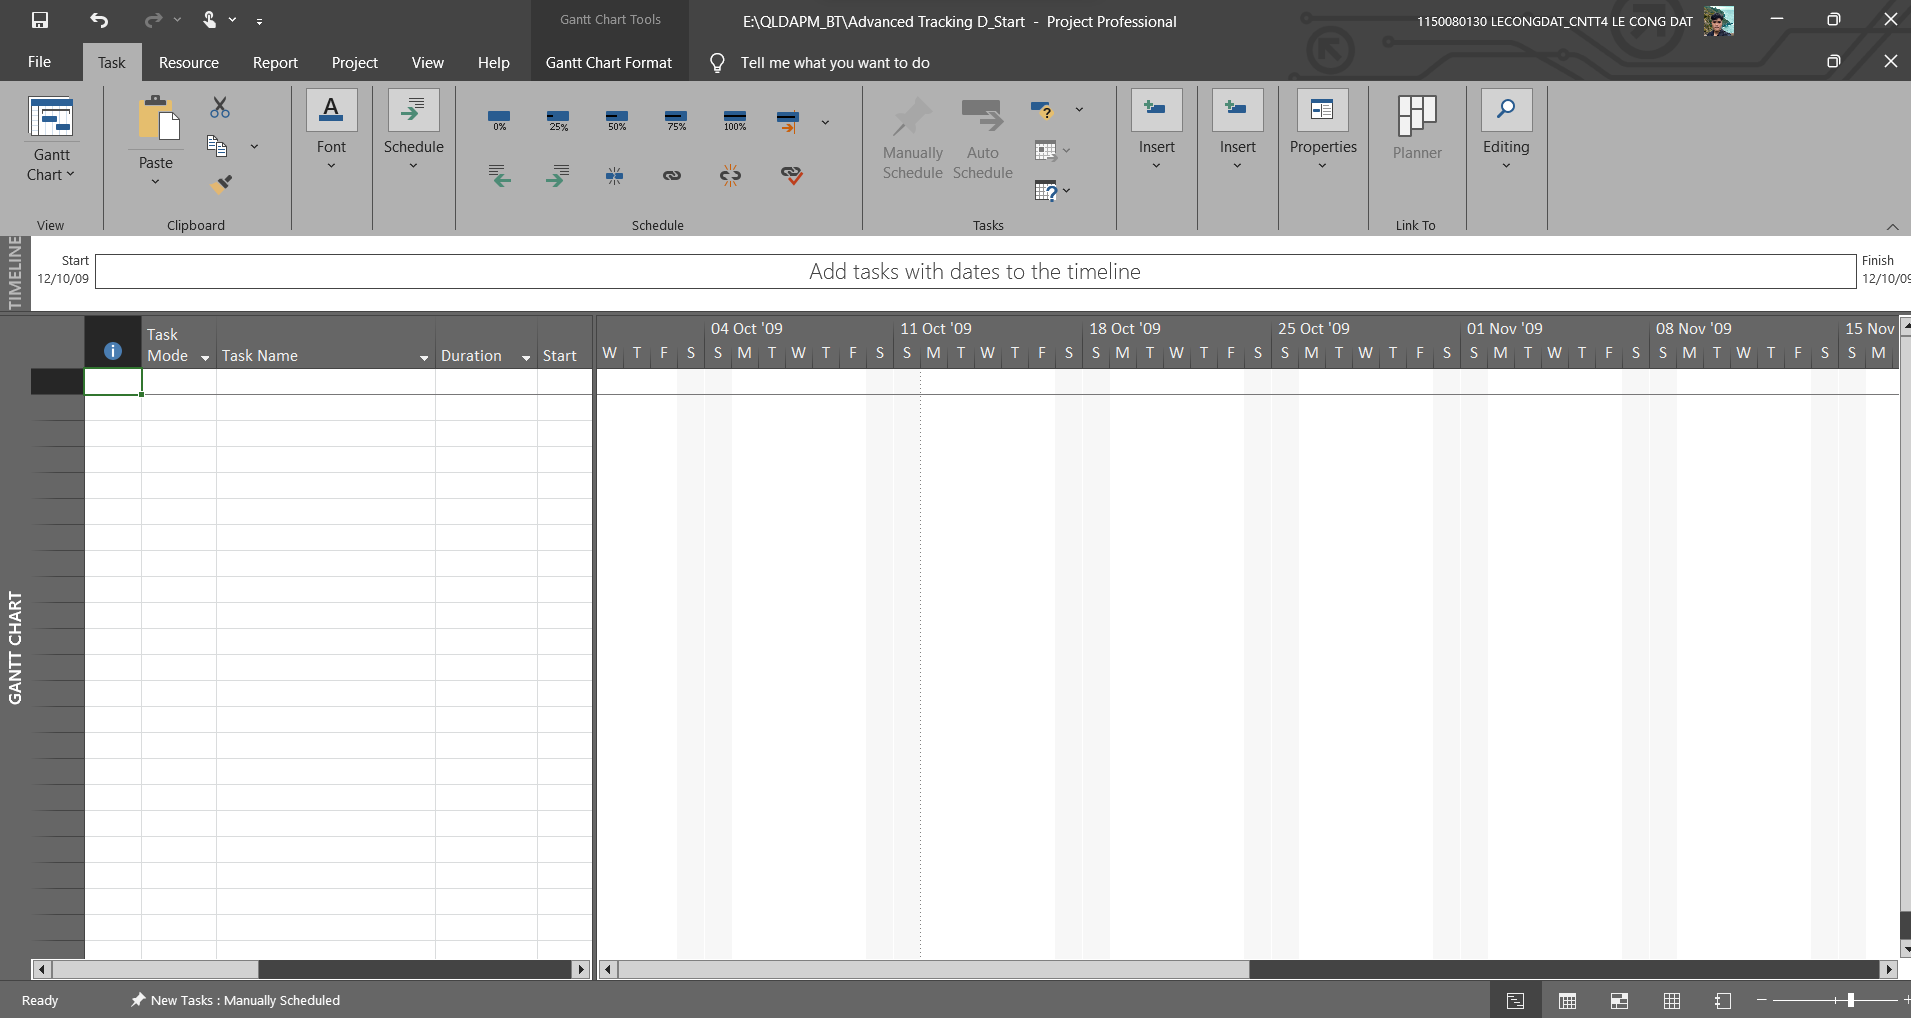 Gantt Chart Tools
E:\QLDAPM_BT\Advanced Tracking D_Start - Project Professional
1150080130 LECONGDAT_CNTT4 LE CONG DAT
File Task Resource Report Project View Help Gantt Chart Format Tell me what you want to do
Gantt
Chart
View
Paste
Clipboard
Font
Schedule
0% 25% 50% 75% 100%
Schedule
Manually
Schedule
Auto
Schedule
Tasks
Insert
Insert
Properties
Planner
Link To
Editing
TIMELINE
Start
12/10/09
Add tasks with dates to the timeline
Finish
12/10/09
Task
Mode
Task Name
Duration
Start
04 Oct '09 11 Oct '09 18 Oct '09 25 Oct '09 01 Nov '09 08 Nov '09 15 Nov
W T F S S M T W T F S S M T W T F S S M T W T F S S M T W T F S S M T W T F S S M T W T F S S M
GANTT CHART
Ready
New Tasks : Manually Scheduled